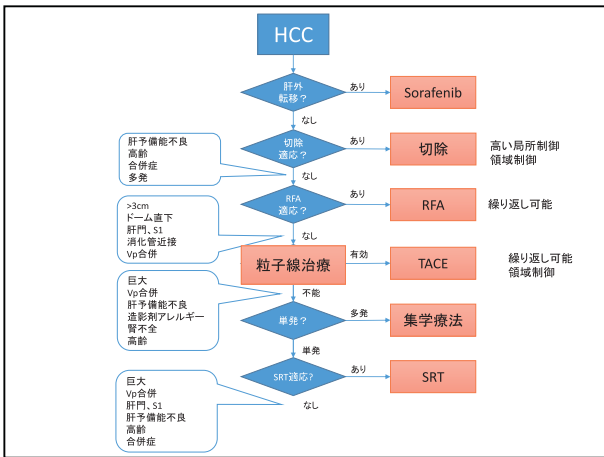 HCC
肝外
転移？
あり
Sorafenib
なし
肝予備能不良
高齢
合併症
多発
切除
適応？
あり
切除
高い局所制御
領域制御
なし
RFA
適応？
あり
RFA
繰り返し可能
>3cm
ドーム直下
肝門、S1
消化管近接
Vp合併
なし
粒子線治療
有効
TACE
繰り返し可能
領域制御
不能
巨大
Vp合併
肝予備能不良
造影剤アレルギー
腎不全
高齢
単発？
多発
集学療法
単発
SRT適応?
あり
SRT
なし
巨大
Vp合併
肝門、S1
肝予備能不良
高齢
合併症